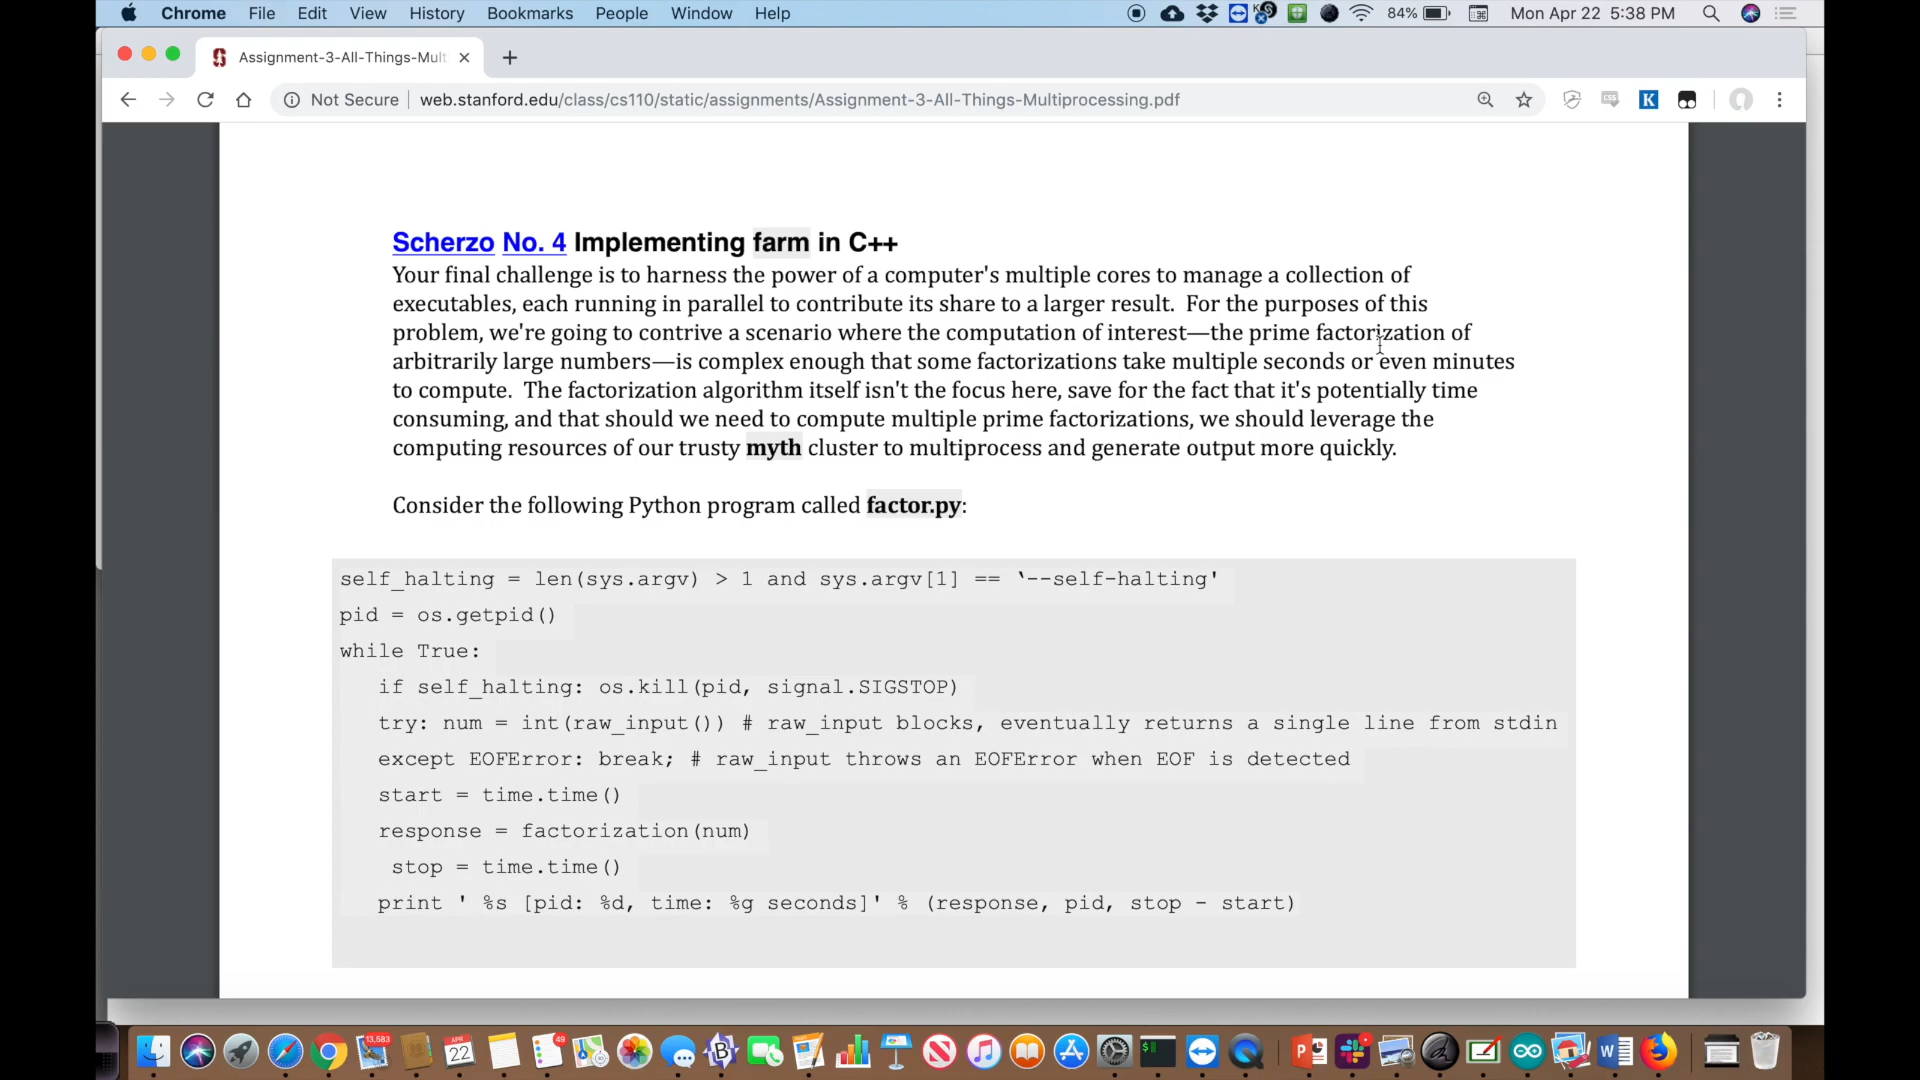 Chrome File Edit View History Bookmarks People Window Help 84% Mon Apr 22 5:38 PM
Assignment-3-All-Things-Mult
Not Secure web.stanford.edu/class/cs110/static/assignments/Assignment-3-All-Things-Multiprocessing.pdf
Scherzo No. 4 Implementing farm in C++
Your final challenge is to harness the power of a computer's multiple cores to manage a collection of
executables, each running in parallel to contribute its share to a larger result.  For the purposes of this
problem, we're going to contrive a scenario where the computation of interest—the prime factorization of
arbitrarily large numbers—is complex enough that some factorizations take multiple seconds or even minutes
to compute.  The factorization algorithm itself isn't the focus here, save for the fact that it's potentially time
consuming, and that should we need to compute multiple prime factorizations, we should leverage the
computing resources of our trusty myth cluster to multiprocess and generate output more quickly.
Consider the following Python program called factor.py:
self_halting = len(sys.argv) > 1 and sys.argv[1] == ‛--self-halting'
pid = os.getpid()
while True:
if self_halting: os.kill(pid, signal.SIGSTOP)
try: num = int(raw_input()) # raw_input blocks, eventually returns a single line from stdin
except EOFError: break; # raw_input throws an EOFError when EOF is detected
start = time.time()
response = factorization(num)
stop = time.time()
print ' %s [pid: %d, time: %g seconds]' % (response, pid, stop - start)
13,583
APR
22
49